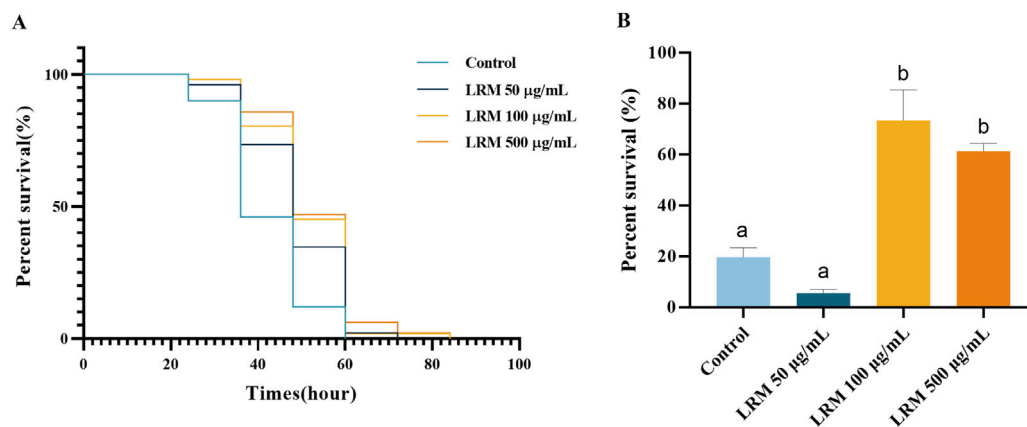 A
Percent survival(%)
100
50
0
0
20
40
60
80
100
Times(hour)
Control
LRM 50 μg/mL
LRM 100 μg/mL
LRM 500 μg/mL
B
Percent survival (%)
100
80
60
40
20
0
a
a
b
b
Control
LRM 50 μg/mL
LRM 100 μg/mL
LRM 500 μg/mL